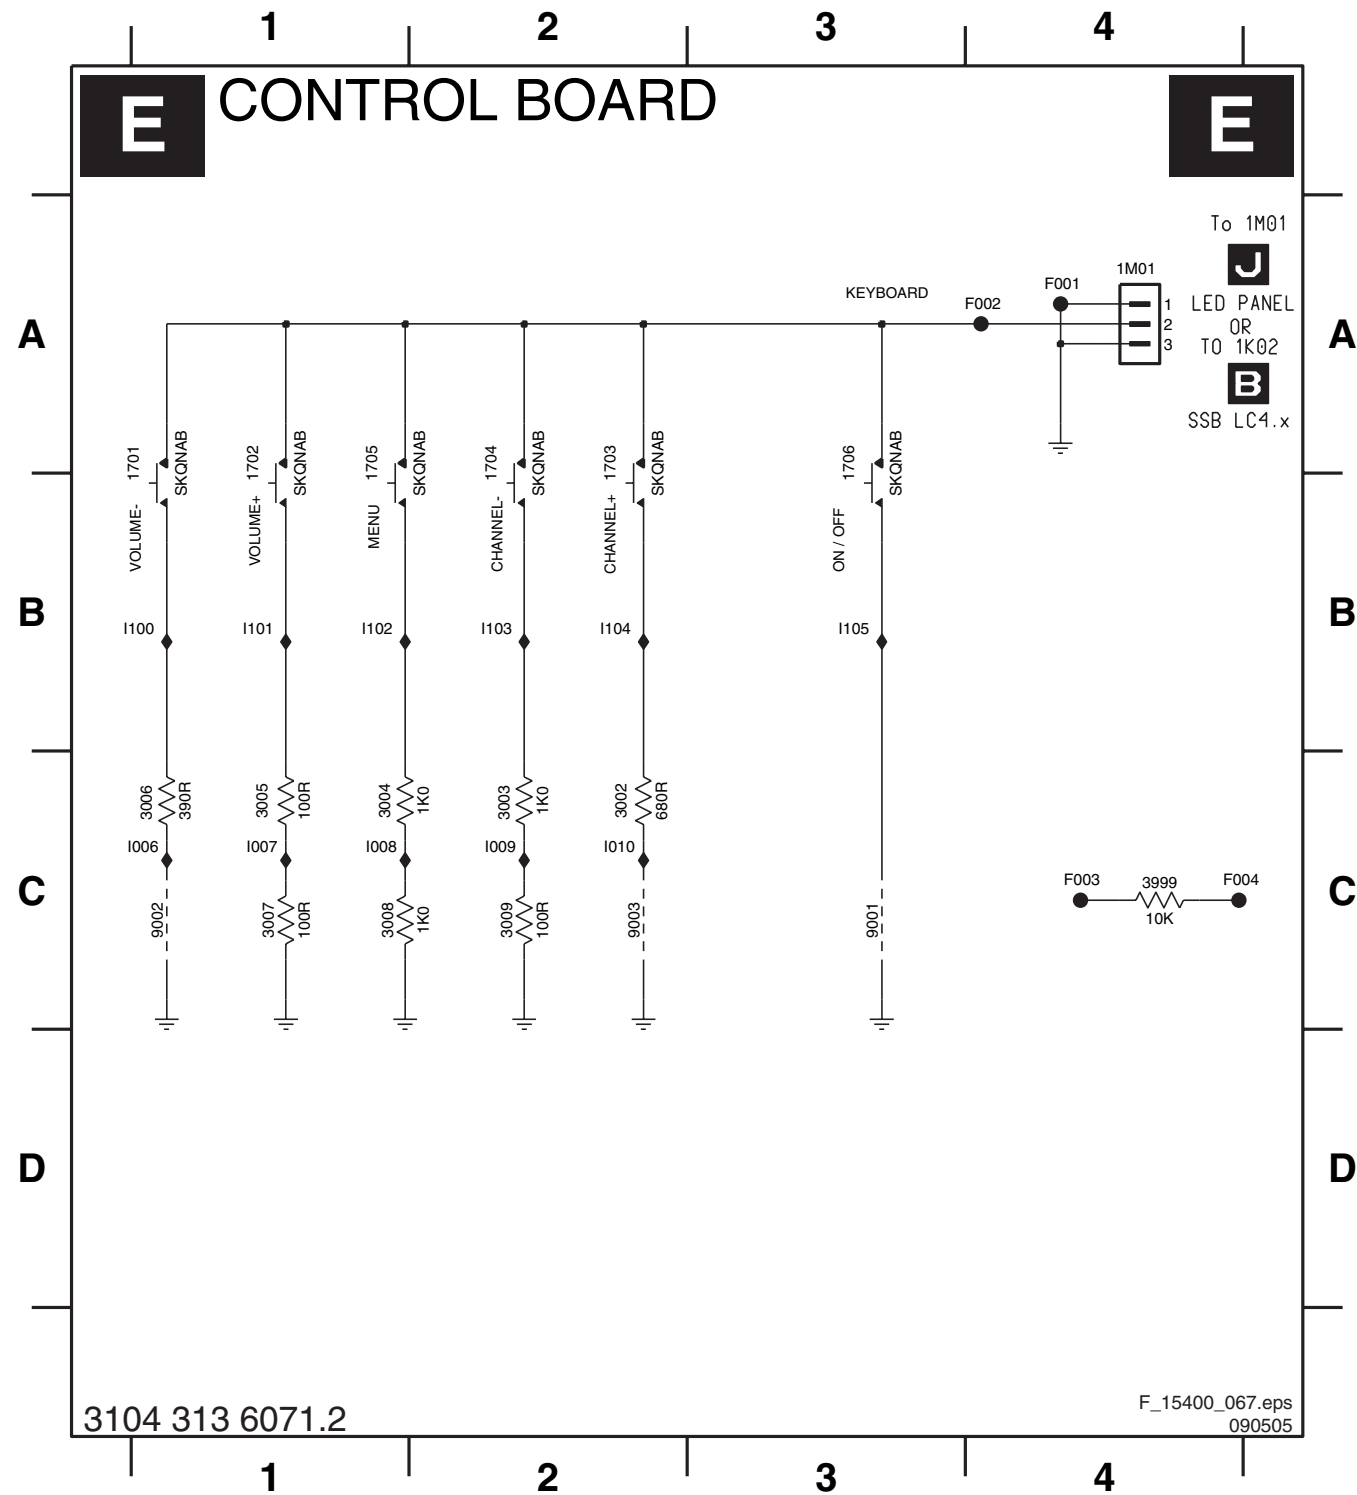 1 2 3 4
E CONTROL BOARD E
To 1M01
J
1M01
F001
KEYBOARD
F002
1
LED PANEL
2
OR
3
TO 1K02
A A
B
SSB LC4.x
1701 SKQNAB
1702 SKQNAB
1705 SKQNAB
1704 SKQNAB
1703 SKQNAB
1706 SKQNAB
VOLUME-
VOLUME+
MENU
CHANNEL-
CHANNEL+
ON / OFF
B B
I100 I101 I102 I103 I104 I105
3006 390R
3005 100R
3004 1K0
3003 1K0
3002 680R
I006 I007 I008 I009 I010
C C
9002
3007 100R
3008 1K0
3009 100R
9003
9001
F003 3999 F004
10K
D D
3104 313 6071.2
F_15400_067.eps
090505
1 2 3 4